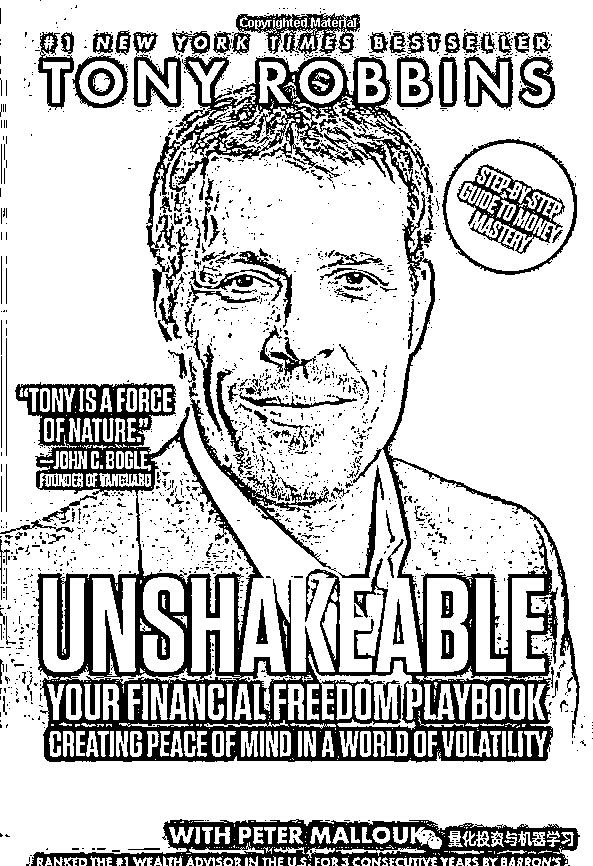 Copyrighted Material
#1 NEW YORK TIMES BESTSELLER
TONY ROBBINS
STEP-BY-STEP
GUIDE TO MONEY
MASTERY
“TONY IS A FORCE
OF NATURE.”
—JOHN C. BOGLE,
FOUNDER OF VANGUARD
UNSHAKEABLE
YOUR FINANCIAL FREEDOM PLAYBOOK
CREATING PEACE OF MIND IN A WORLD OF VOLATILITY
WITH PETER MALLOUK
量化投资与机器学习
RANKED THE #1 WEALTH ADVISOR IN THE U.S. FOR 3 CONSECUTIVE YEARS BY BARRON'S